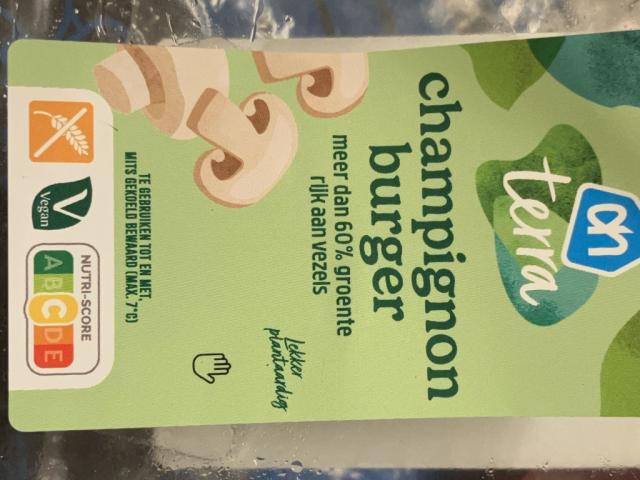 terra
champignon
burger
meer dan 60% groente
rijk aan vezels
Lekker
plantaardig
TE GEBRUIKEN TOT EN MET,
MITS GEKOELD BEWAARD (MAX. 7°C)
Vegan
NUTRI-SCORE
A B C D E